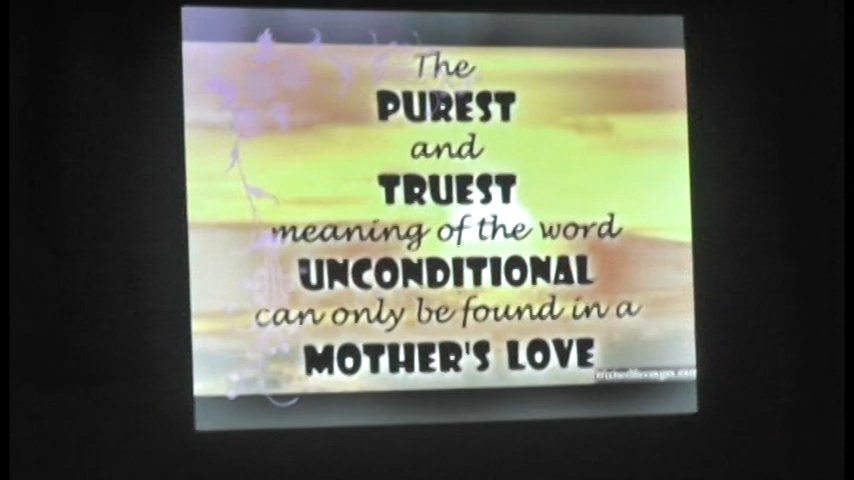 The
PUREST
and
TRUEST
meaning of the word
UNCONDITIONAL
can only be found in a
MOTHER'S LOVE